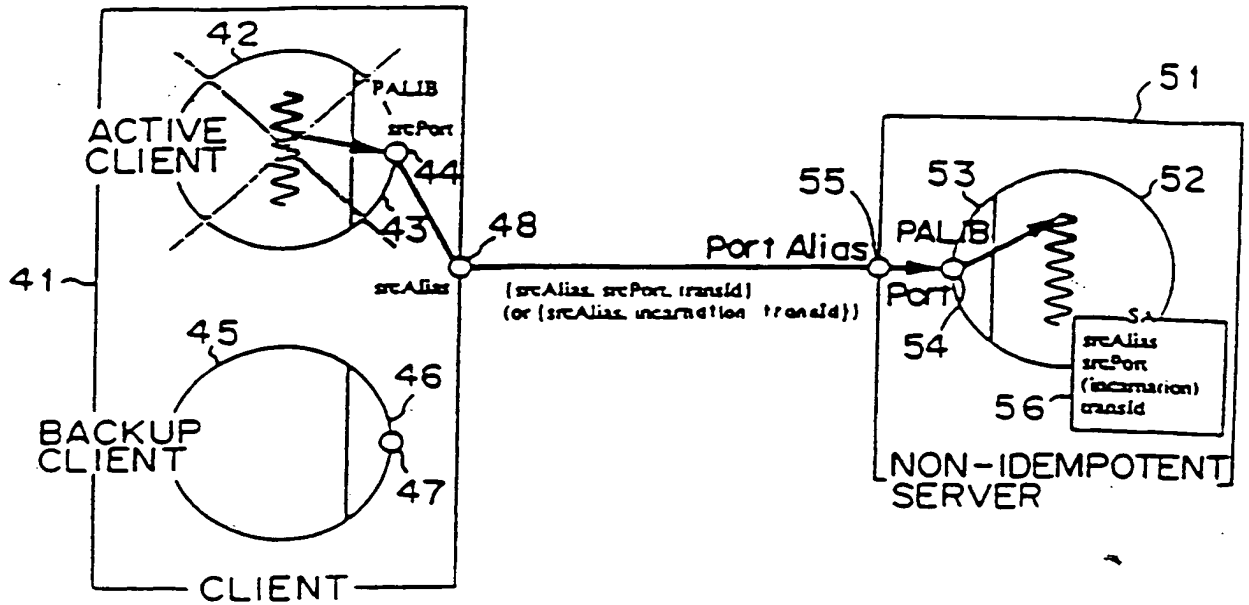 42
PALIB
srcPort
ACTIVE
CLIENT
44
43
48
srcAlias
41
45
46
BACKUP
CLIENT
47
CLIENT
Port Alias
(srcAlias, srcPort, transId)
(or (srcAlias, incarnation transId))
51
55
53
52
PALIB
Port
54
srcAlias
srcPort
(incarnation)
transId
56
NON-IDEMPOTENT
SERVER